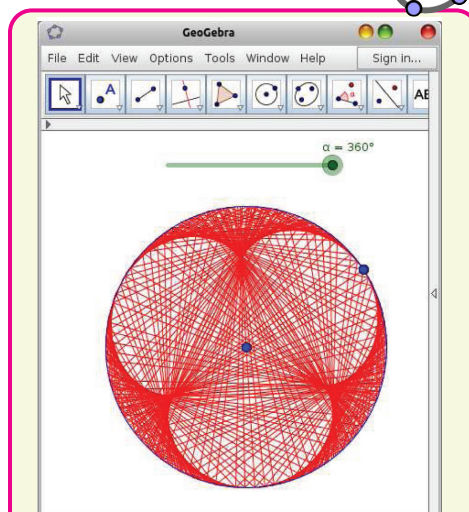 GeoGebra
File Edit View Options Tools Window Help Sign in...
A AB
α = 360°